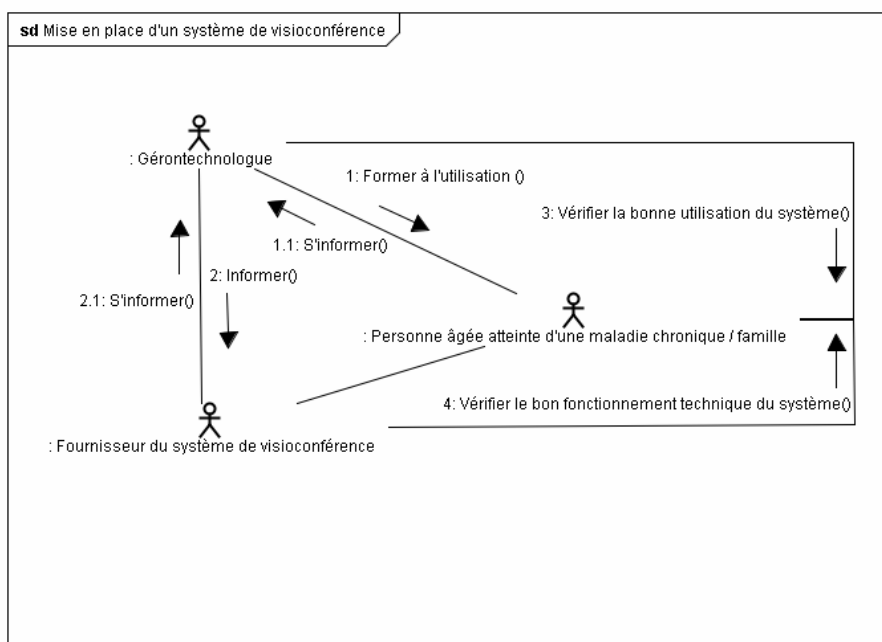 sd Mise en place d'un système de visioconférence
: Gérontechnologue
1: Former à l'utilisation ()
3: Vérifier la bonne utilisation du système()
1.1: S'informer()
2: Informer()
2.1: S'informer()
: Personne âgée atteinte d'une maladie chronique / famille
4: Vérifier le bon fonctionnement technique du système()
: Fournisseur du système de visioconférence